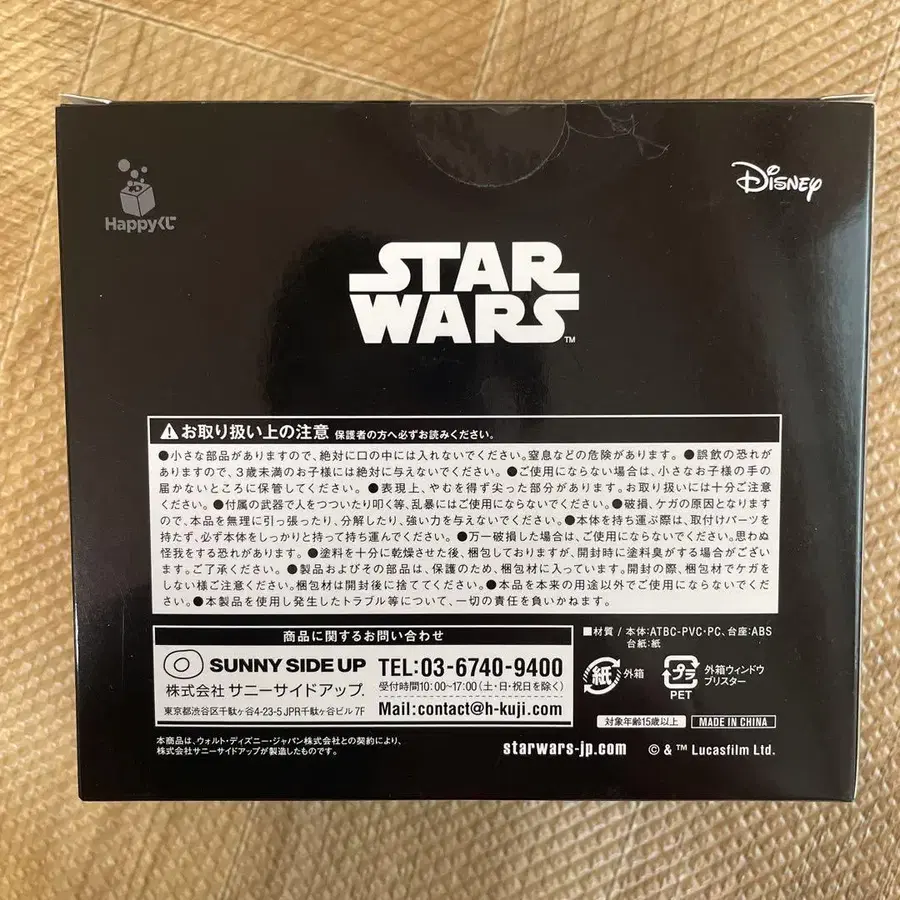 Happyくじ
Disney
STAR
WARS
TM
⚠お取り扱い上の注意 保護者の方へ必ずお読みください。
●小さな部品がありますので、絶対に口の中には入れないでください。窒息などの危険があります。 ●誤飲の恐れが
ありますので、3歳未満のお子様には絶対に与えないでください。●ご使用にならない場合は、小さなお子様の手の
届かないところに保管してください。 ●表現上、やむを得ず尖った部分があります。お取り扱いには十分ご注意
ください。 ●付属の武器で人をつついたり叩く等、乱暴にはご使用にならないでください。●破損、ケガの原因となります
ので、本品を無理に引っ張ったり、分解したり、強い力を与えないでください。●本体を持ち運ぶ際は、取付けパーツを
持たず、必ず本体をしっかりと持って持ち運びください。 ●万一破損した場合は、ご使用にならないでください。思わぬ
怪我をする恐れがあります。●塗料を十分に乾燥させた後、梱包しておりますが、開封時に塗料臭がする場合がござい
ます。ご了承ください。 ●製品およびその部品は、保護のため、梱包材に入っています。開封の際、梱包材でケガを
しない様ご注意ください。梱包材は開封後に捨ててください。●本品を本来の用途以外でご使用にならないでくだ
さい。●本製品を使用し発生したトラブル等について、一切の責任を負いかねます。
商品に関するお問い合わせ
SUNNY SIDE UP
株式会社 サニーサイドアップ.
東京都渋谷区千駄ヶ谷4-23-5 JPR千駄ヶ谷ビル 7F
TEL:03-6740-9400
受付時間10:00~17:00(土・日・祝日を除く)
Mail:contact@h-kuji.com
■材質 / 本体:ATBC-PVC・PC、台座:ABS
台紙:紙
紙 外箱
プラ
PET
外箱ウィンドウ
ブリスター
対象年齢15歳以上
MADE IN CHINA
本商品は、ウォルト・ディズニー・ジャパン株式会社との契約により、
株式会社サニーサイドアップが製造したものです。
starwars-jp.com
© & ™ Lucasfilm Ltd.